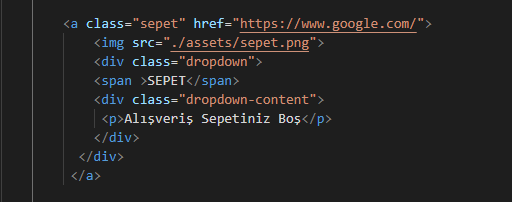 <a class="sepet" href="https://www.google.com/">
<img src="./assets/sepet.png">
<div class="dropdown">
<span >SEPET</span>
<div class="dropdown-content">
<p>Alışveriş Sepetiniz Boş</p>
</div>
</div>
</a>